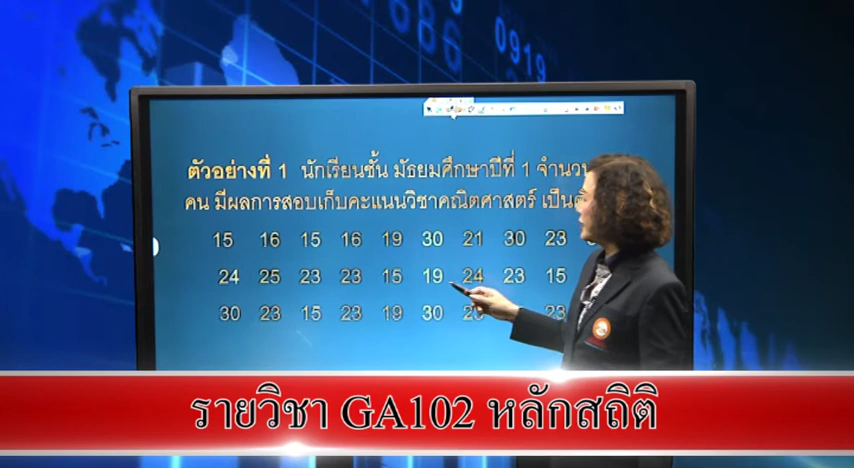 0919
ตัวอย่างที่ 1 นักเรียนชั้น มัธยมศึกษาปีที่ 1
คน มีผลการสอบเก็บคะแนนวิชาคณิตศาสตร์ เป็น
15 16 15 16 19 30 21 30 23
24 25 23 23 15 19 24 23 15
30 23 15 23 19 30 23
รายวิชา GA102 หลักสถิติ